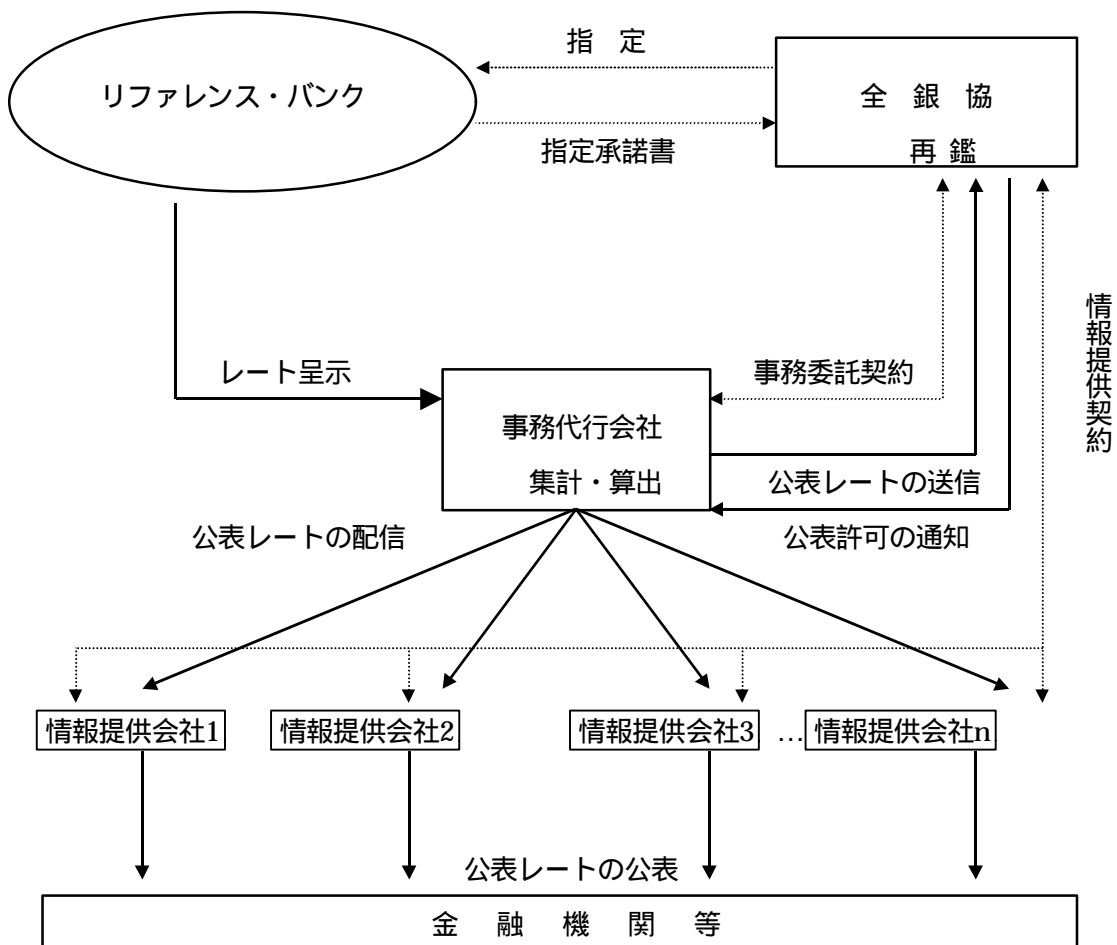 指 定
リファレンス・バンク
全 銀 協
再 鑑
指定承諾書
情報提供契約
レート呈示
事務委託契約
事務代行会社
集計・算出
公表レートの送信
公表レートの配信
公表許可の通知
情報提供会社1
情報提供会社2
情報提供会社3
…
情報提供会社n
公表レートの公表
金 融 機 関 等